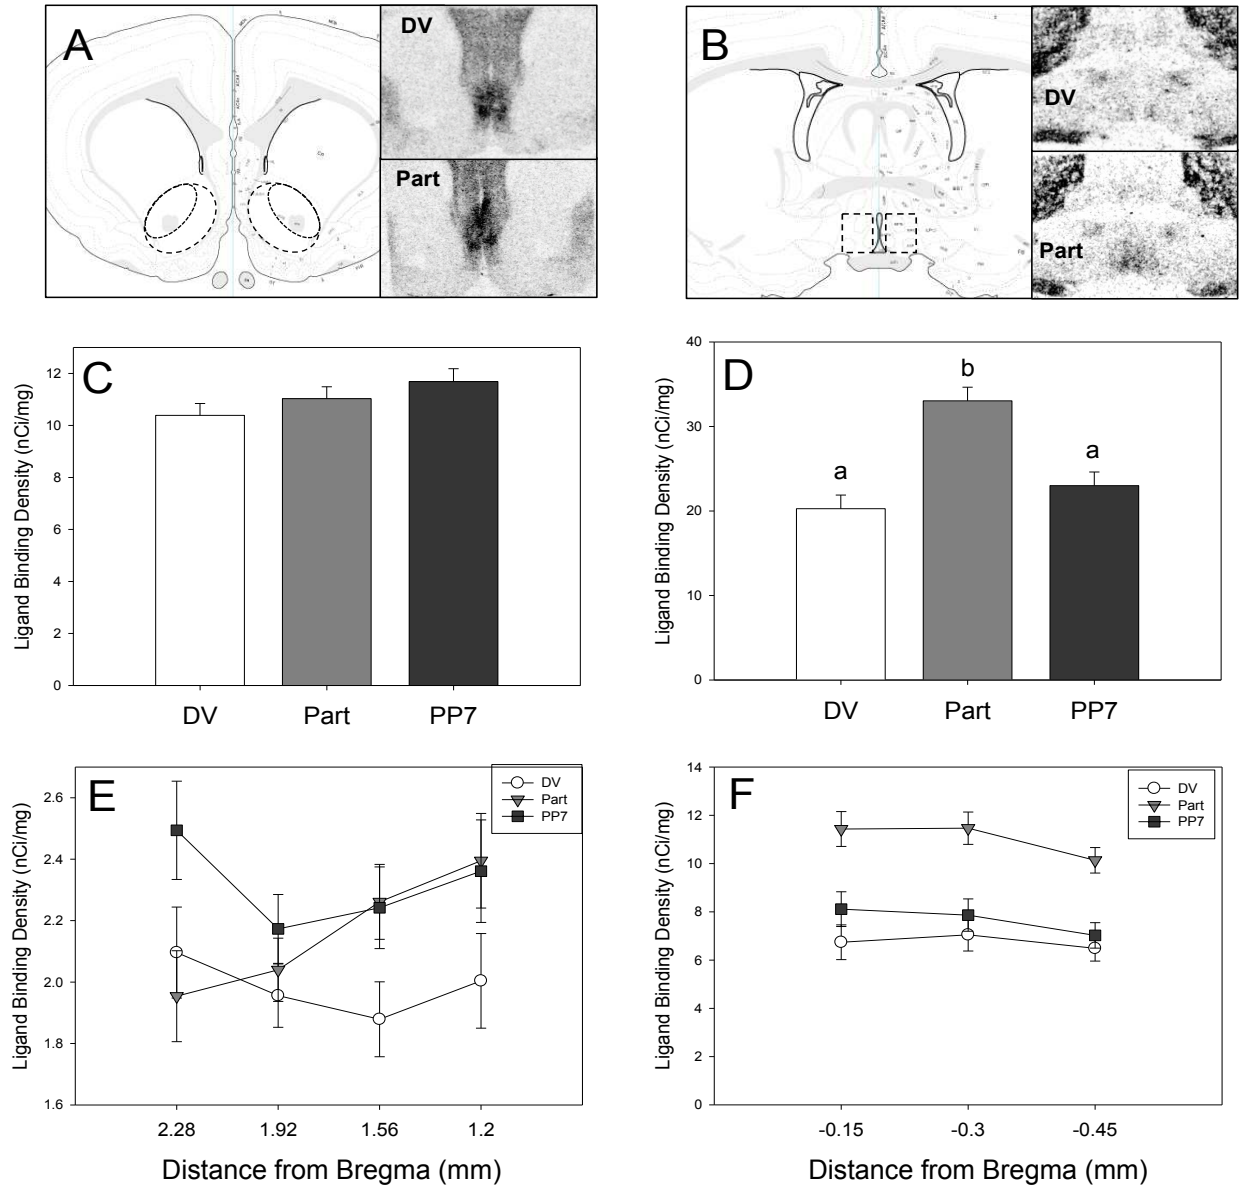 A
DV
Part
B
DV
Part
C
Ligand Binding Density (nCi/mg)
12
10
8
6
4
2
0
DV Part PP7
D
Ligand Binding Density (nCi/mg)
40
30
20
10
0
a
b
a
DV Part PP7
E
Ligand Binding Density (nCi/mg)
2.6
2.4
2.2
2.0
1.8
1.6
DV
Part
PP7
2.28 1.92 1.56 1.2
Distance from Bregma (mm)
F
Ligand Binding Density (nCi/mg)
14
12
10
8
6
4
2
0
DV
Part
PP7
-0.15 -0.3 -0.45
Distance from Bregma (mm)